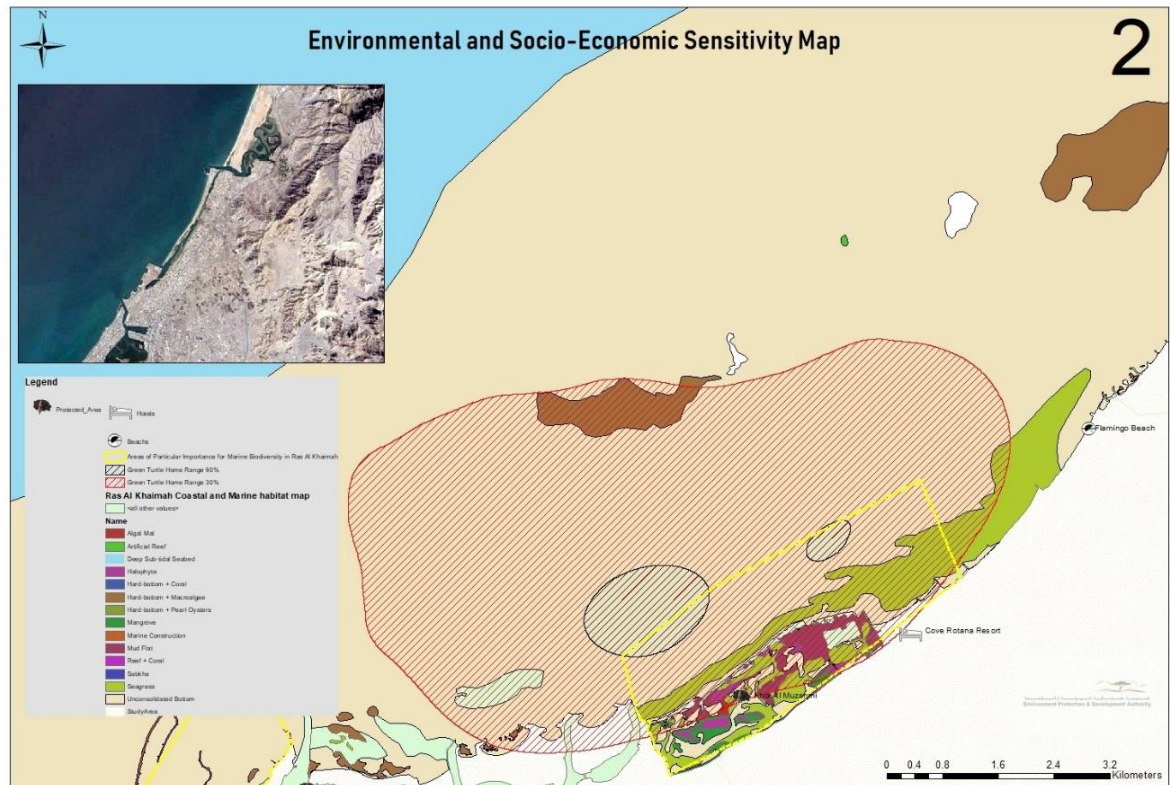 N
Environmental and Socio-Economic Sensitivity Map
2
Legend
Protected_Area
Hotels
Beachs
Areas of Particular Importance for Marine Biodiversity in Ras Al Khaimah
Green Turtle Home Range 90%
Green Turtle Home Range 30%
Ras Al Khaimah Coastal and Marine habitat map
<all other values>
Name
Algal Mat
Artificial Reef
Deep Sub-tidal Seabed
Halophyte
Hard-bottom + Coral
Hard-bottom + Macroalgae
Hard-bottom + Pearl Oysters
Mangrove
Marine Construction
Mud Flat
Reef + Coral
Sabkha
Seagrass
Unconsolidated Bottom
StudyArea
Flamingo Beach
Cove Rotana Resort
Al Muzahmi
Environment Protection & Development Authority
0 0.4 0.8 1.6 2.4 3.2
Kilometers